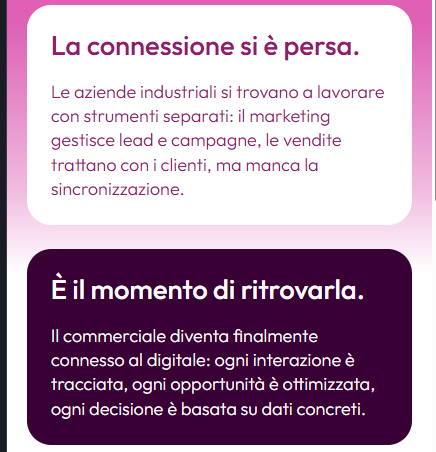 La connessione si è persa.
Le aziende industriali si trovano a lavorare
con strumenti separati: il marketing
gestisce lead e campagne, le vendite
trattano con i clienti, ma manca la
sincronizzazione.
È il momento di ritrovarla.
Il commerciale diventa finalmente
connesso al digitale: ogni interazione è
tracciata, ogni opportunità è ottimizzata,
ogni decisione è basata su dati concreti.